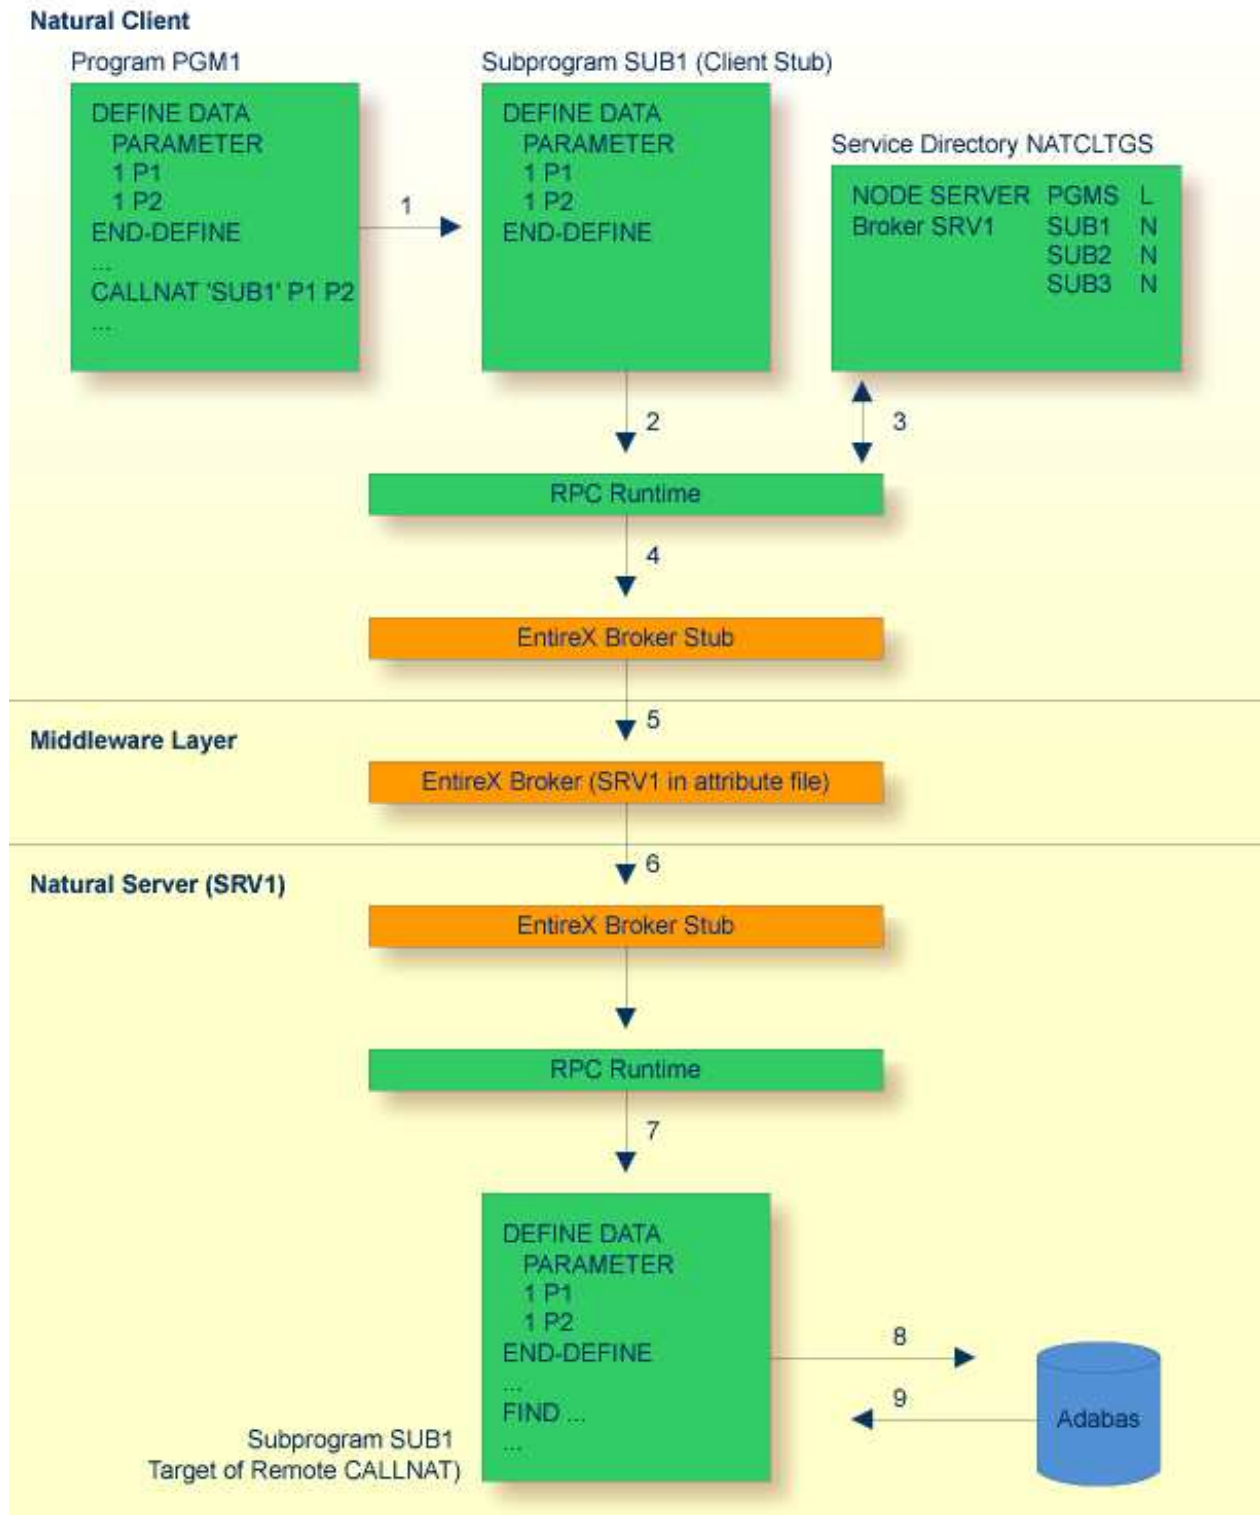 Natural Client
Program PGM1
DEFINE DATA
PARAMETER
1 P1
1 P2
END-DEFINE
...
CALLNAT 'SUB1' P1 P2
...
1
Subprogram SUB1 (Client Stub)
DEFINE DATA
PARAMETER
1 P1
1 P2
END-DEFINE
Service Directory NATCLTGS
NODE SERVER PGMS L
Broker SRV1 SUB1 N
SUB2 N
SUB3 N
2
3
RPC Runtime
4
EntireX Broker Stub
5
Middleware Layer
EntireX Broker (SRV1 in attribute file)
6
Natural Server (SRV1)
EntireX Broker Stub
RPC Runtime
7
DEFINE DATA
PARAMETER
1 P1
1 P2
END-DEFINE
...
FIND ...
...
Subprogram SUB1
Target of Remote CALLNAT)
8
9
Adabas